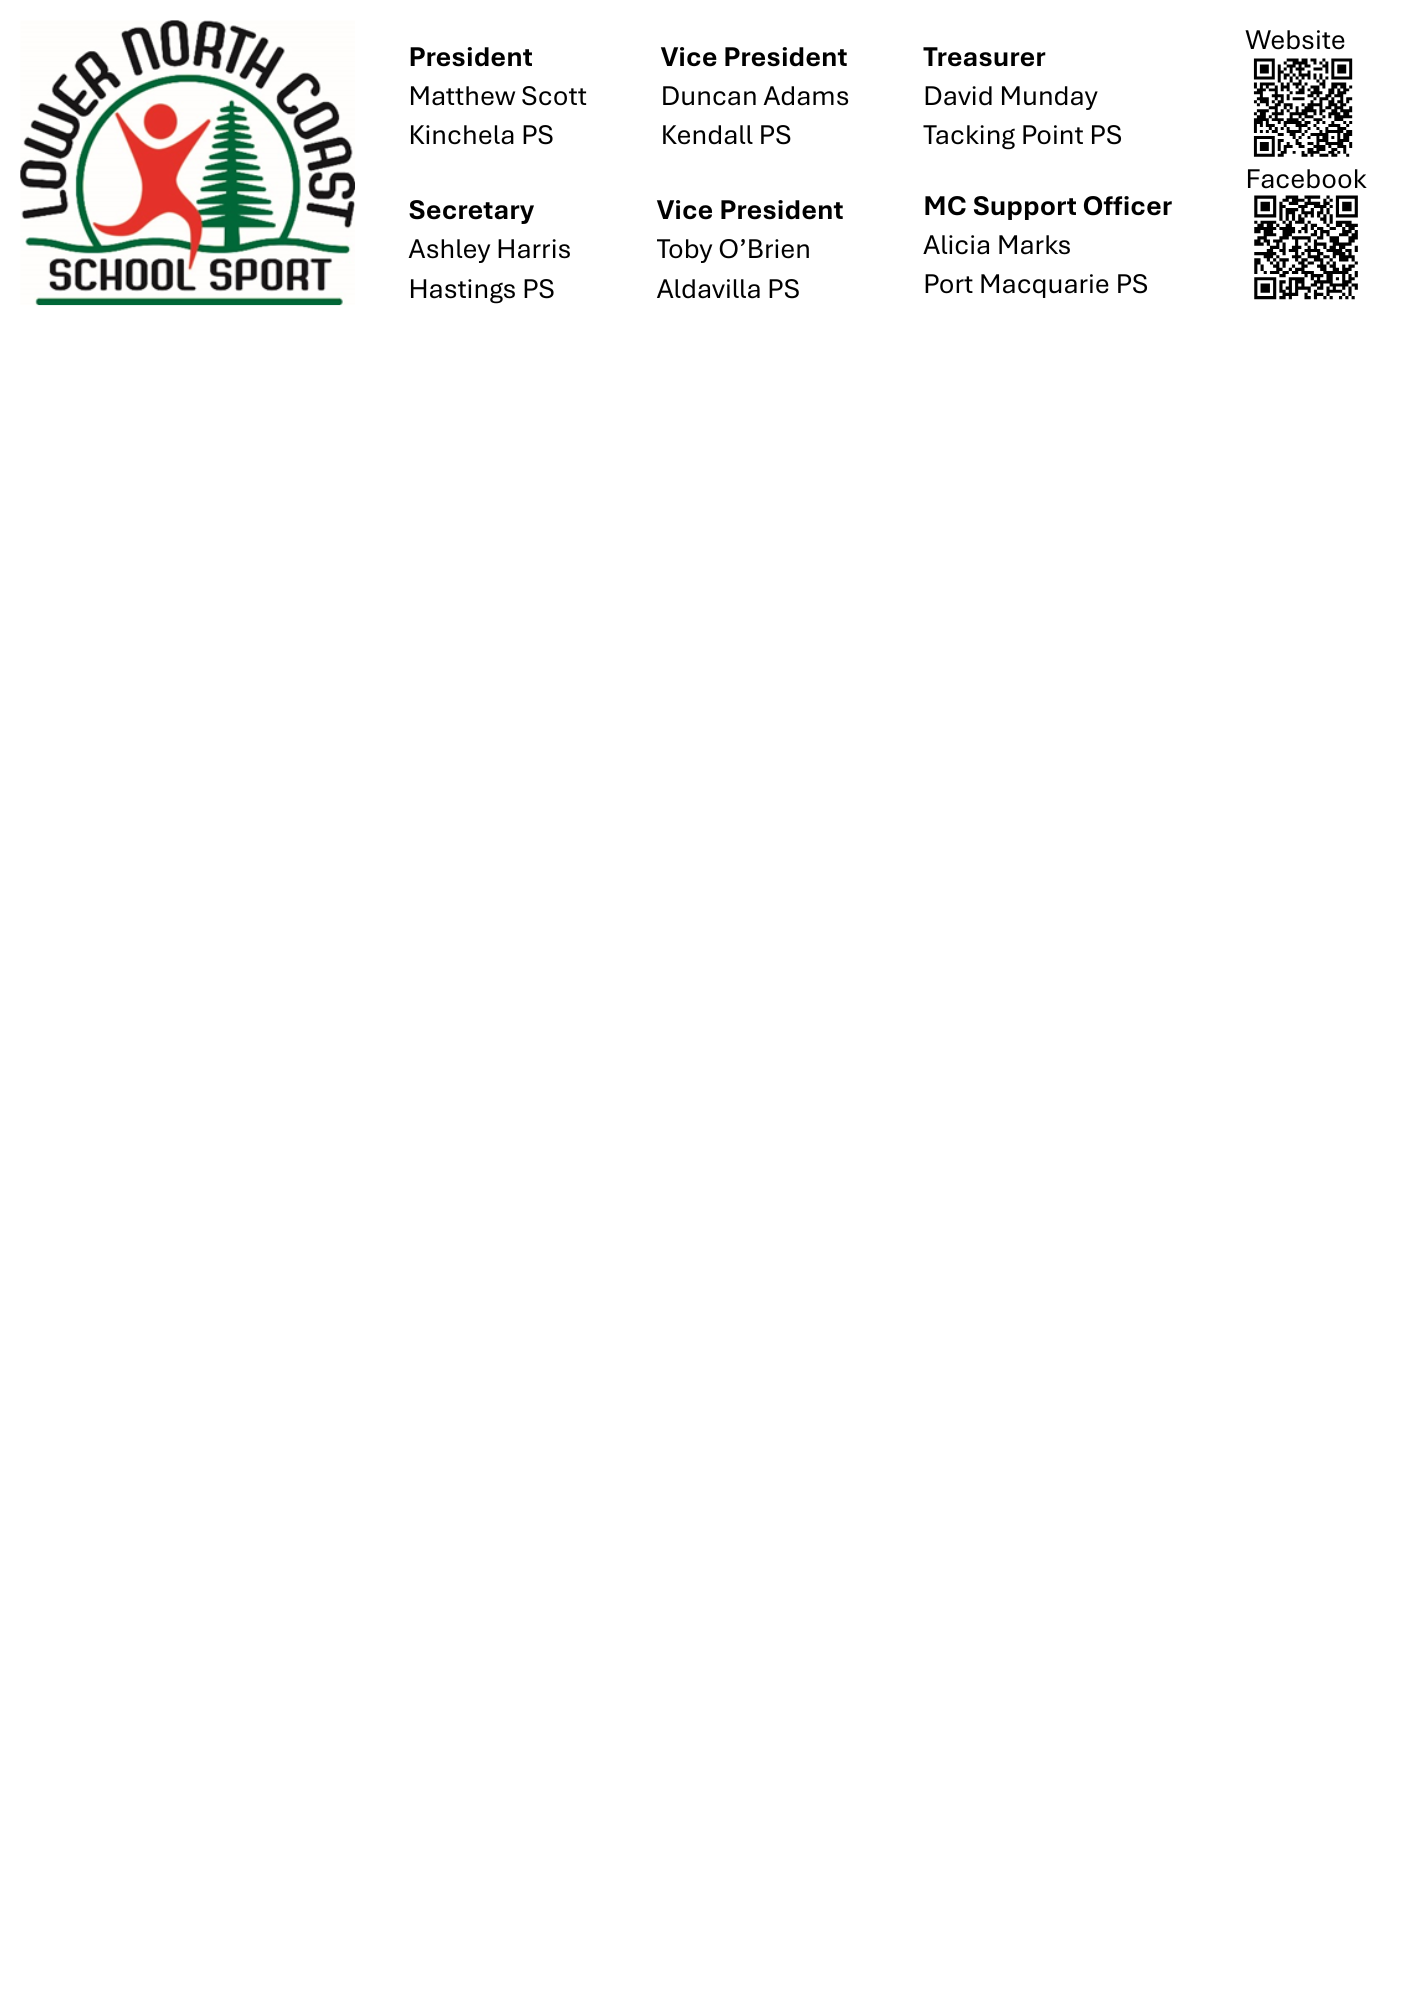 LOWER NORTH COAST
SCHOOL SPORT
President
Matthew Scott
Kinchela PS
Vice President
Duncan Adams
Kendall PS
Treasurer
David Munday
Tacking Point PS
Secretary
Ashley Harris
Hastings PS
Vice President
Toby O’Brien
Aldavilla PS
MC Support Officer
Alicia Marks
Port Macquarie PS
Website
Facebook